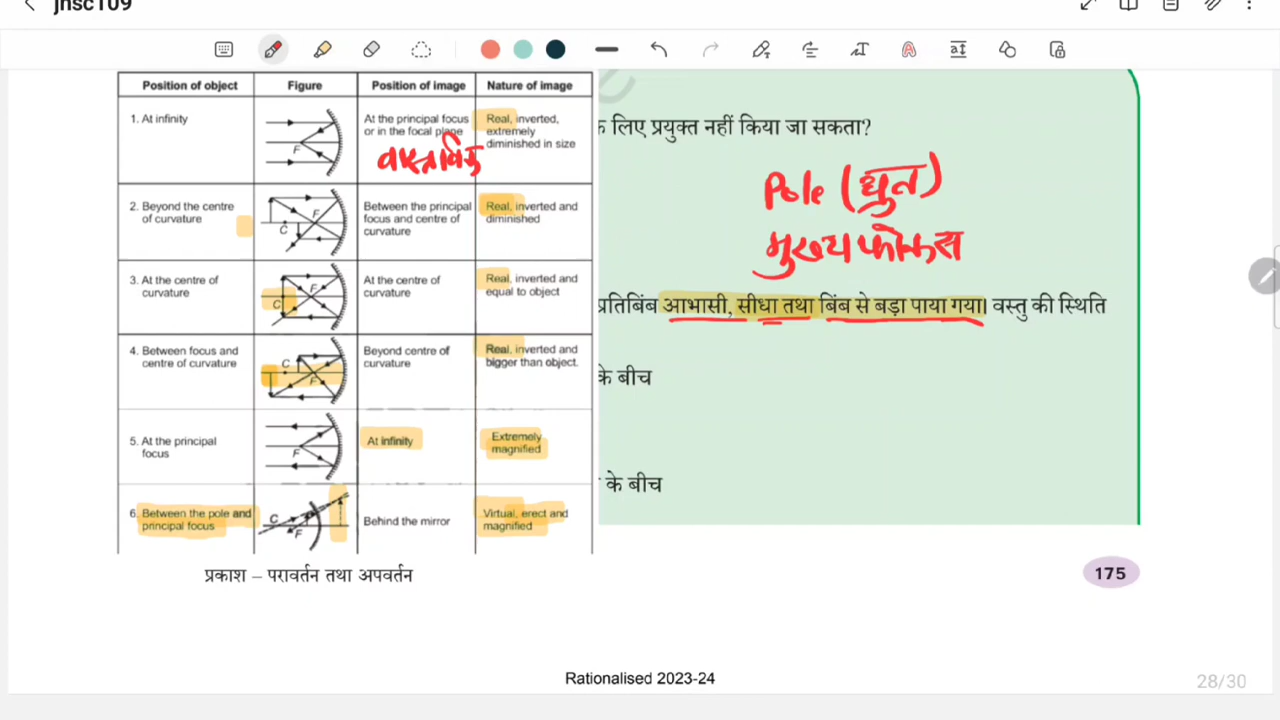 jhsc109
Position of object Figure Position of image Nature of image
1. At infinity
F
At the principal focus
or in the focal plane
Real, inverted,
extremely
diminished in size
वास्तविक
2. Beyond the centre
of curvature
F
C
Between the principal
focus and centre of
curvature
Real, inverted and
diminished
3. At the centre of
curvature
C
F
At the centre of
curvature
Real, inverted and
equal to object
4. Between focus and
centre of curvature
C
F
Beyond centre of
curvature
Real, inverted and
bigger than object.
5. At the principal
focus
F
At infinity
Extremely
magnified
6. Between the pole and
principal focus
C
F
Behind the mirror
Virtual, erect and
magnified
के लिए प्रयुक्त नहीं किया जा सकता?
Pole (ध्रुव)
मुख्य फोकस
प्रतिबिंब आभासी, सीधा तथा बिंब से बड़ा पाया गया। वस्तु की स्थिति
के बीच
के बीच
प्रकाश – परावर्तन तथा अपवर्तन
175
Rationalised 2023-24
28/30